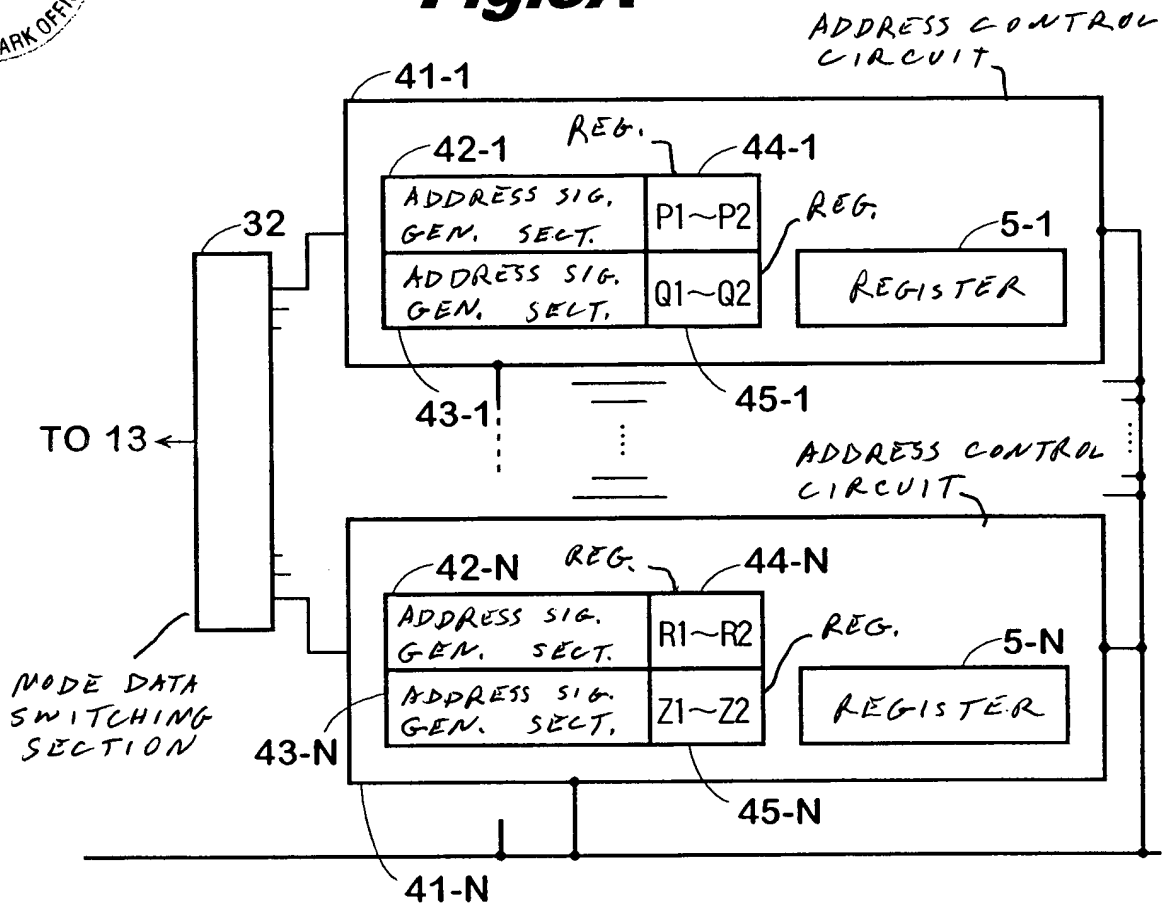 ARK OFFI
ADDRESS CONTROL
CIRCUIT
41-1
REG.
42-1
44-1
ADDRESS SIG.
GEN. SECT.
P1~P2
REG.
5-1
32
ADDRESS SIG.
GEN. SECT.
Q1~Q2
REGISTER
43-1
45-1
TO 13
ADDRESS CONTROL
CIRCUIT
42-N
REG.
44-N
ADDRESS SIG.
GEN. SECT.
R1~R2
REG.
5-N
ADDRESS SIG.
GEN. SECT.
Z1~Z2
REGISTER
MODE DATA
SWITCHING
SECTION
43-N
45-N
41-N